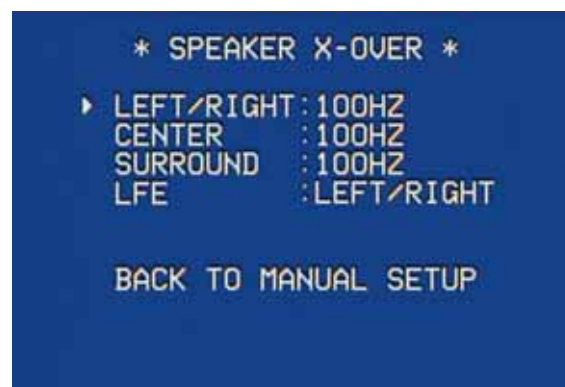 * SPEAKER X-OVER *
LEFT/RIGHT:100HZ
CENTER :100HZ
SURROUND :100HZ
LFE :LEFT/RIGHT
BACK TO MANUAL SETUP